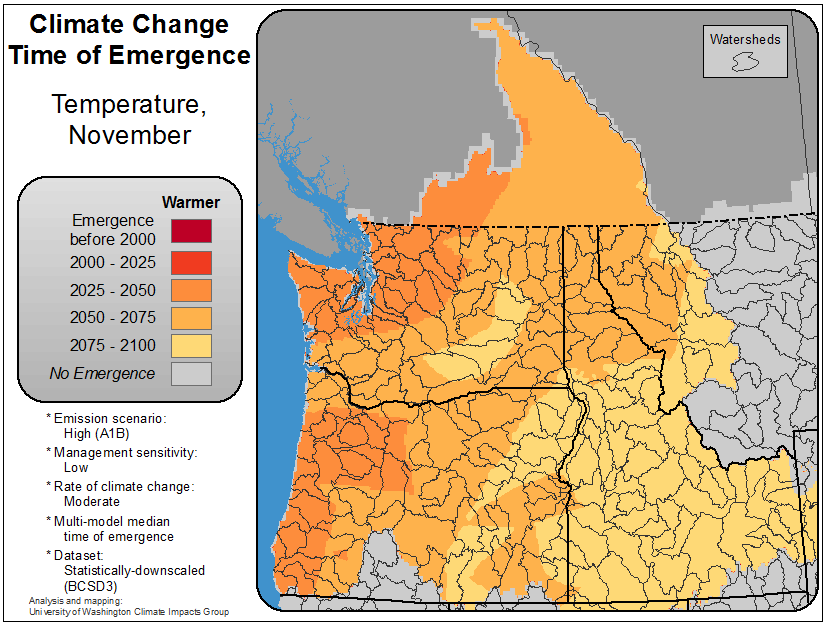 Climate Change
Time of Emergence
Temperature,
November
Warmer
Emergence
before 2000
2000 - 2025
2025 - 2050
2050 - 2075
2075 - 2100
No Emergence
* Emission scenario:
High (A1B)
* Management sensitivity:
Low
* Rate of climate change:
Moderate
* Multi-model median
time of emergence
* Dataset:
Statistically-downscaled
(BCSD3)
Analysis and mapping:
University of Washington Climate Impacts Group
Watersheds